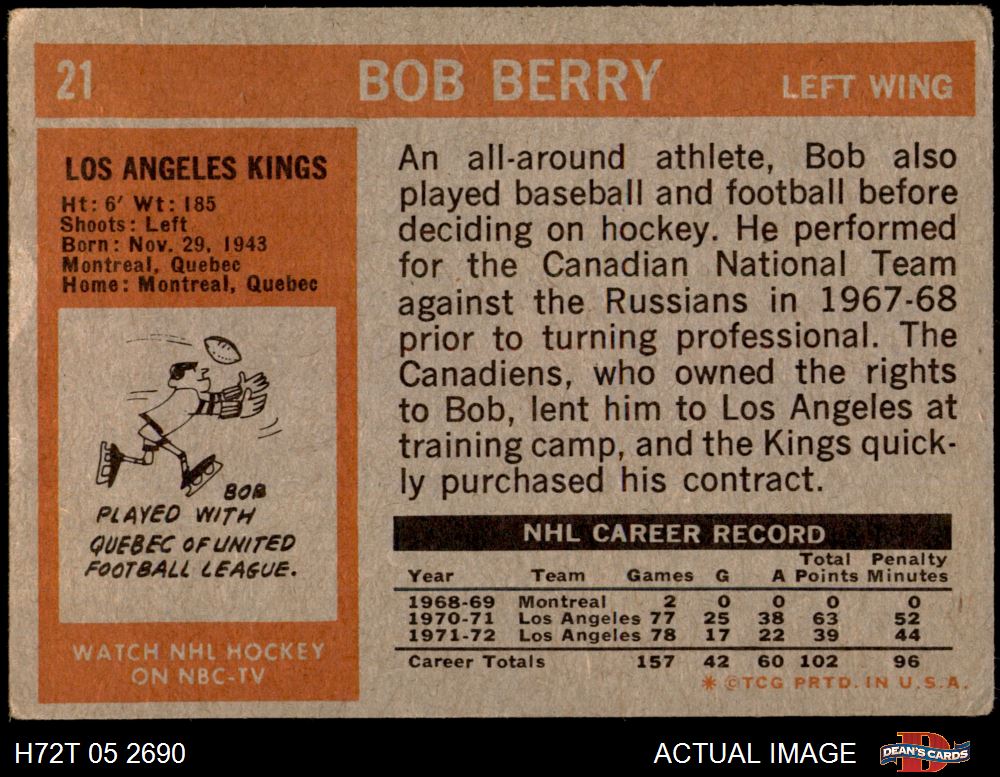 21 BOB BERRY LEFT WING
LOS ANGELES KINGS
Ht: 6' Wt: 185
Shoots: Left
Born: Nov. 29, 1943
Montreal, Quebec
Home: Montreal, Quebec
BOB
PLAYED WITH
QUEBEC OF UNITED
FOOTBALL LEAGUE.
WATCH NHL HOCKEY
ON NBC-TV
An all-around athlete, Bob also
played baseball and football before
deciding on hockey. He performed
for the Canadian National Team
against the Russians in 1967-68
prior to turning professional. The
Canadiens, who owned the rights
to Bob, lent him to Los Angeles at
training camp, and the Kings quick-
ly purchased his contract.
NHL CAREER RECORD
Year Team Games G A Total Points Penalty Minutes
1968-69 Montreal 2 0 0 0 0
1970-71 Los Angeles 77 25 38 63 52
1971-72 Los Angeles 78 17 22 39 44
Career Totals 157 42 60 102 96
* ©TCG PRTD. IN U.S.A.
H72T 05 2690 ACTUAL IMAGE DEAN'S CARDS